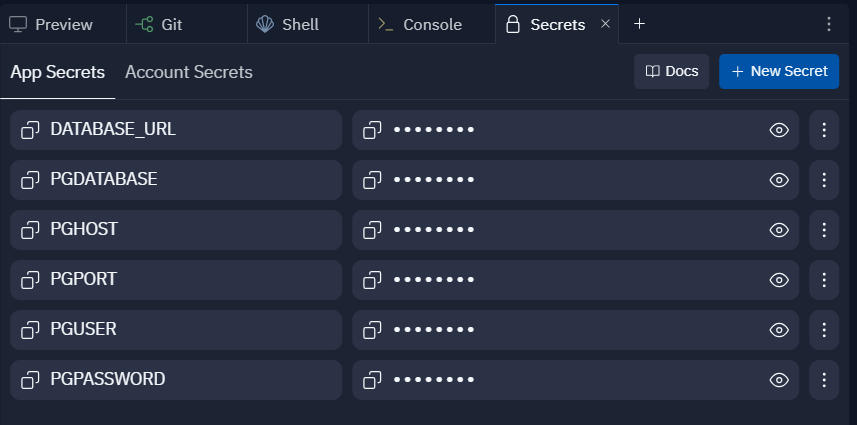 Preview Git Shell Console Secrets
App Secrets Account Secrets Docs New Secret
DATABASE_URL ••••••••
PGDATABASE ••••••••
PGHOST ••••••••
PGPORT ••••••••
PGUSER ••••••••
PGPASSWORD ••••••••